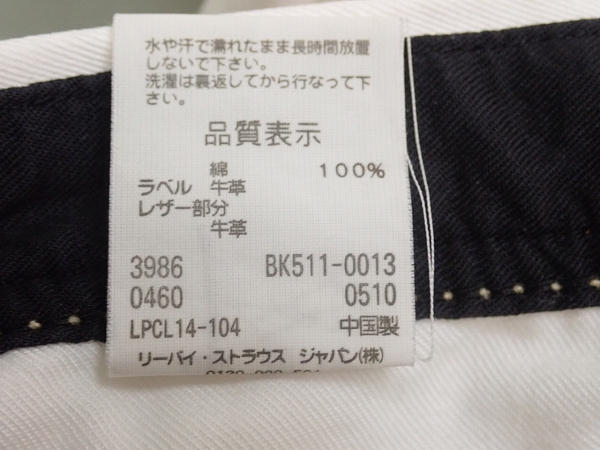 水や汗で濡れたまま長時間放置
しないで下さい。
洗濯は裏返してから行なって下
さい。
品質表示
綿 100%
ラベル 牛革
レザー部分
牛革
3986 BK511-0013
0460 0510
LPCL14-104 中国製
リーバイ・ストラウス ジャパン(株)